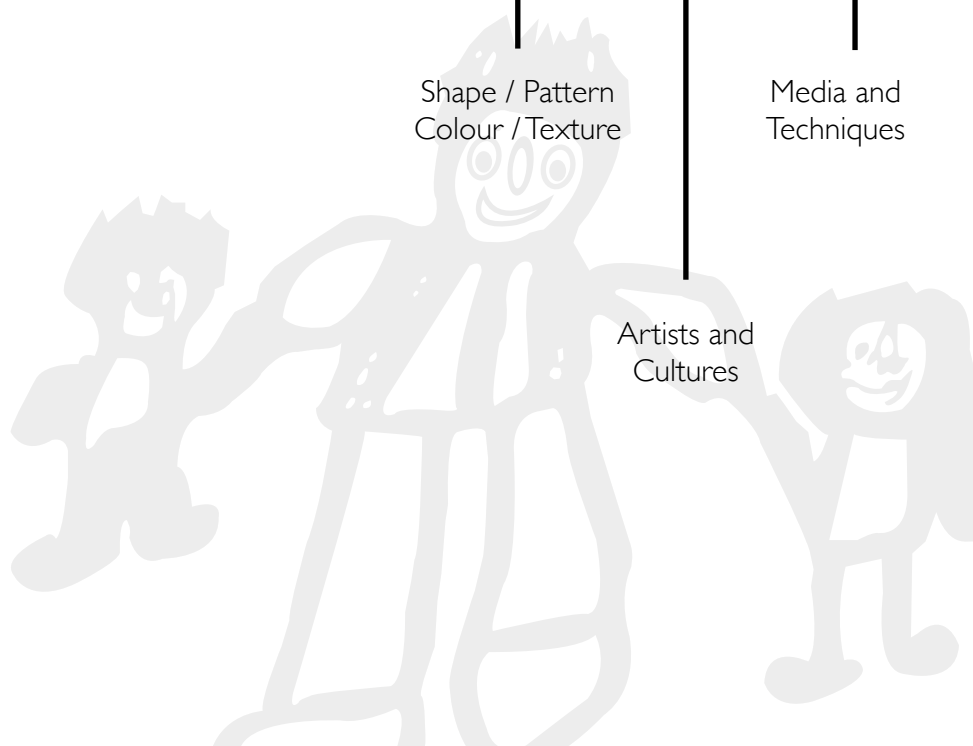 Shape / Pattern
Colour / Texture
Media and
Techniques
Artists and
Cultures